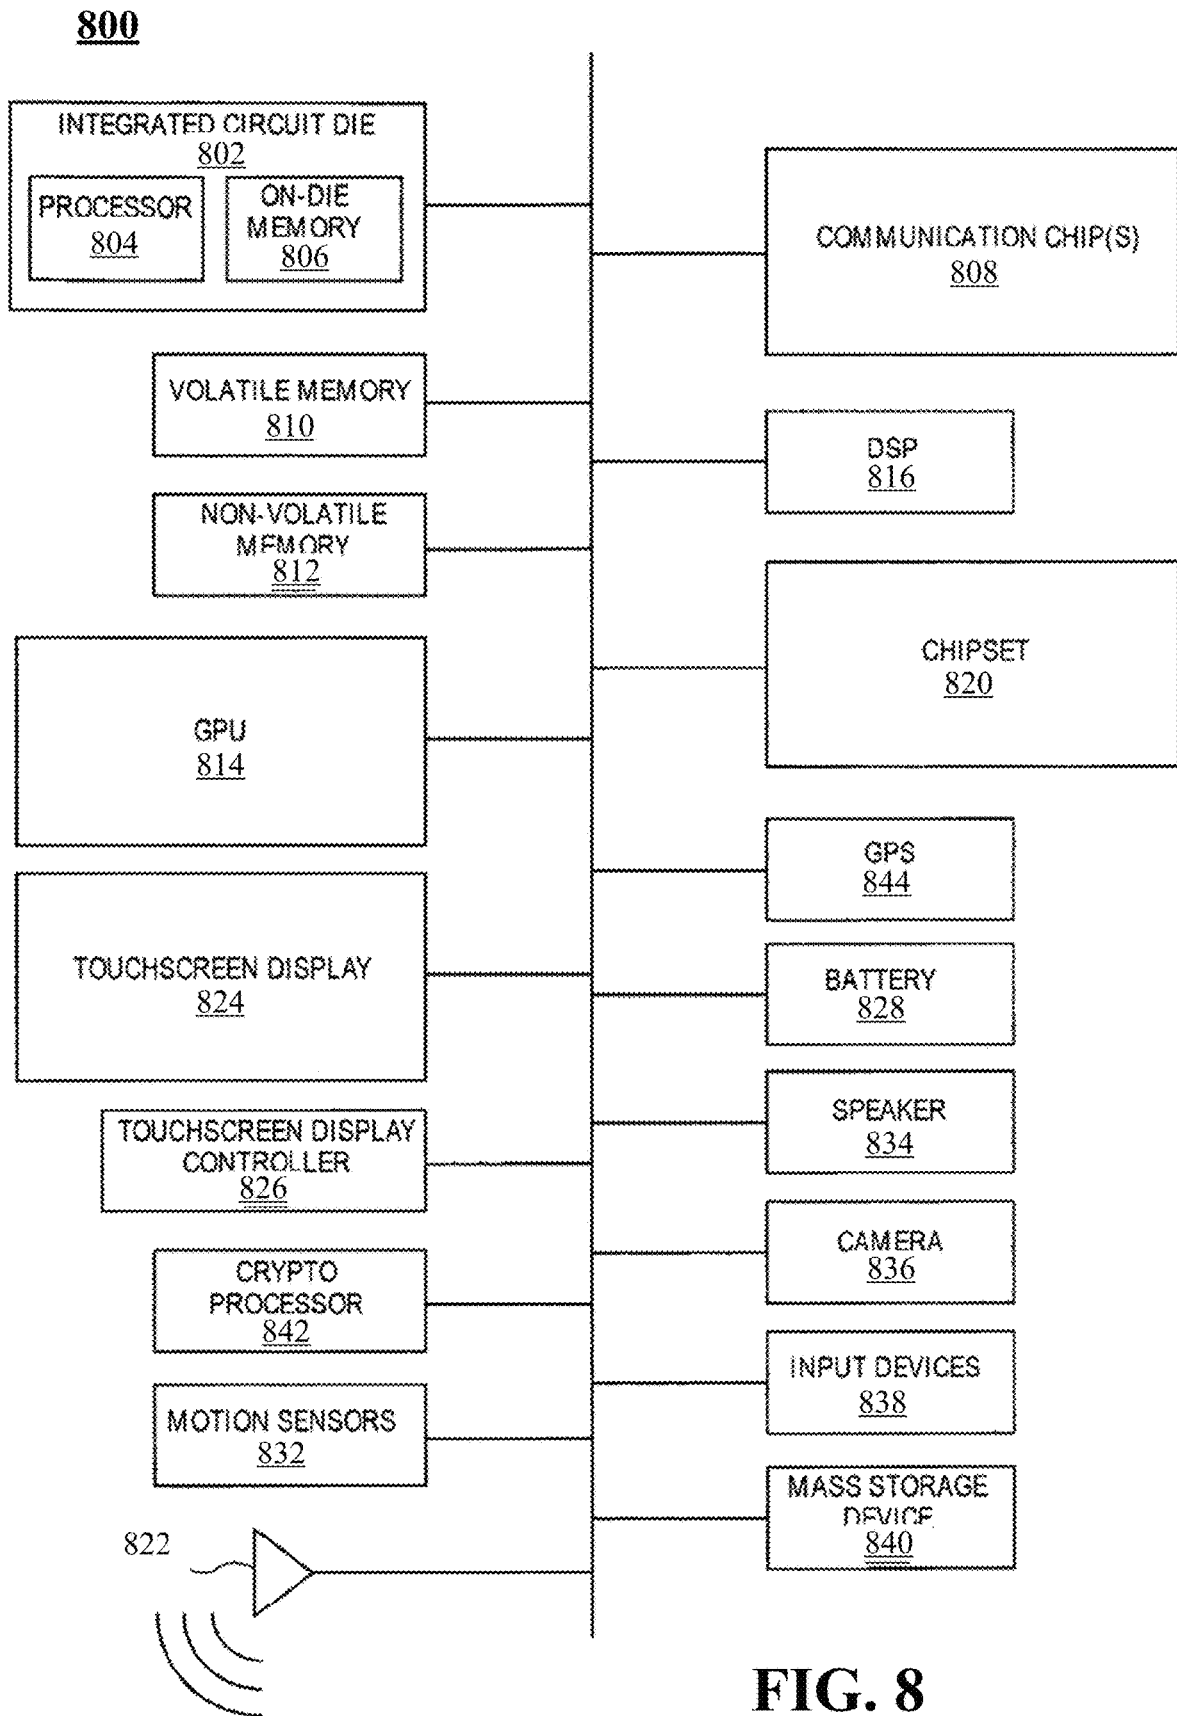 800
INTEGRATED CIRCUIT DIE
802
PROCESSOR
804
ON-DIE
MEMORY
806
VOLATILE MEMORY
810
NON-VOLATILE
MEMORY
812
GPU
814
TOUCHSCREEN DISPLAY
824
TOUCHSCREEN DISPLAY
CONTROLLER
826
CRYPTO
PROCESSOR
842
MOTION SENSORS
832
822
COMMUNICATION CHIP(S)
808
DSP
816
CHIPSET
820
GPS
844
BATTERY
828
SPEAKER
834
CAMERA
836
INPUT DEVICES
838
MASS STORAGE
DEVICE
840
FIG. 8